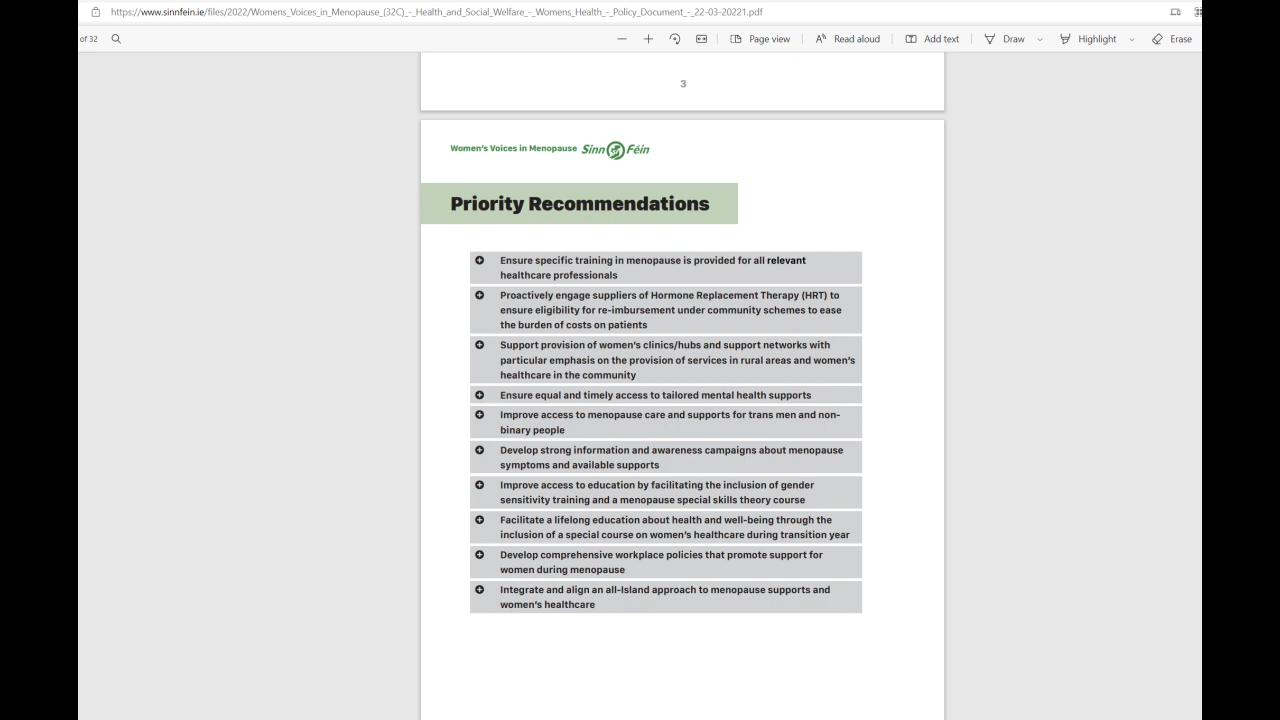 https://www.sinnfein.ie/files/2022/Womens_Voices_in_Menopause_(32C)_-_Health_and_Social_Welfare_-_Womens_Health_-_Policy_Document_-_22-03-20221.pdf
of 32
Page view
Read aloud
Add text
Draw
Highlight
Erase
3
Women's Voices in Menopause Sinn Féin
Priority Recommendations
Ensure specific training in menopause is provided for all relevant
healthcare professionals
Proactively engage suppliers of Hormone Replacement Therapy (HRT) to
ensure eligibility for re-imbursement under community schemes to ease
the burden of costs on patients
Support provision of women's clinics/hubs and support networks with
particular emphasis on the provision of services in rural areas and women's
healthcare in the community
Ensure equal and timely access to tailored mental health supports
Improve access to menopause care and supports for trans men and non-
binary people
Develop strong information and awareness campaigns about menopause
symptoms and available supports
Improve access to education by facilitating the inclusion of gender
sensitivity training and a menopause special skills theory course
Facilitate a lifelong education about health and well-being through the
inclusion of a special course on women's healthcare during transition year
Develop comprehensive workplace policies that promote support for
women during menopause
Integrate and align an all-Island approach to menopause supports and
women's healthcare